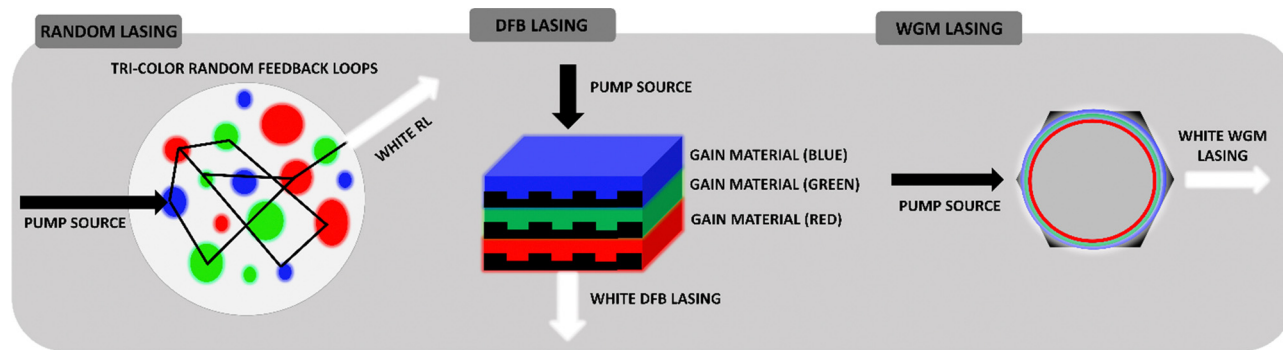 RANDOM LASING
TRI-COLOR RANDOM FEEDBACK LOOPS
WHITE RL
PUMP SOURCE
DFB LASING
PUMP SOURCE
GAIN MATERIAL (BLUE)
GAIN MATERIAL (GREEN)
GAIN MATERIAL (RED)
WHITE DFB LASING
WGM LASING
WHITE WGM
LASING
PUMP SOURCE